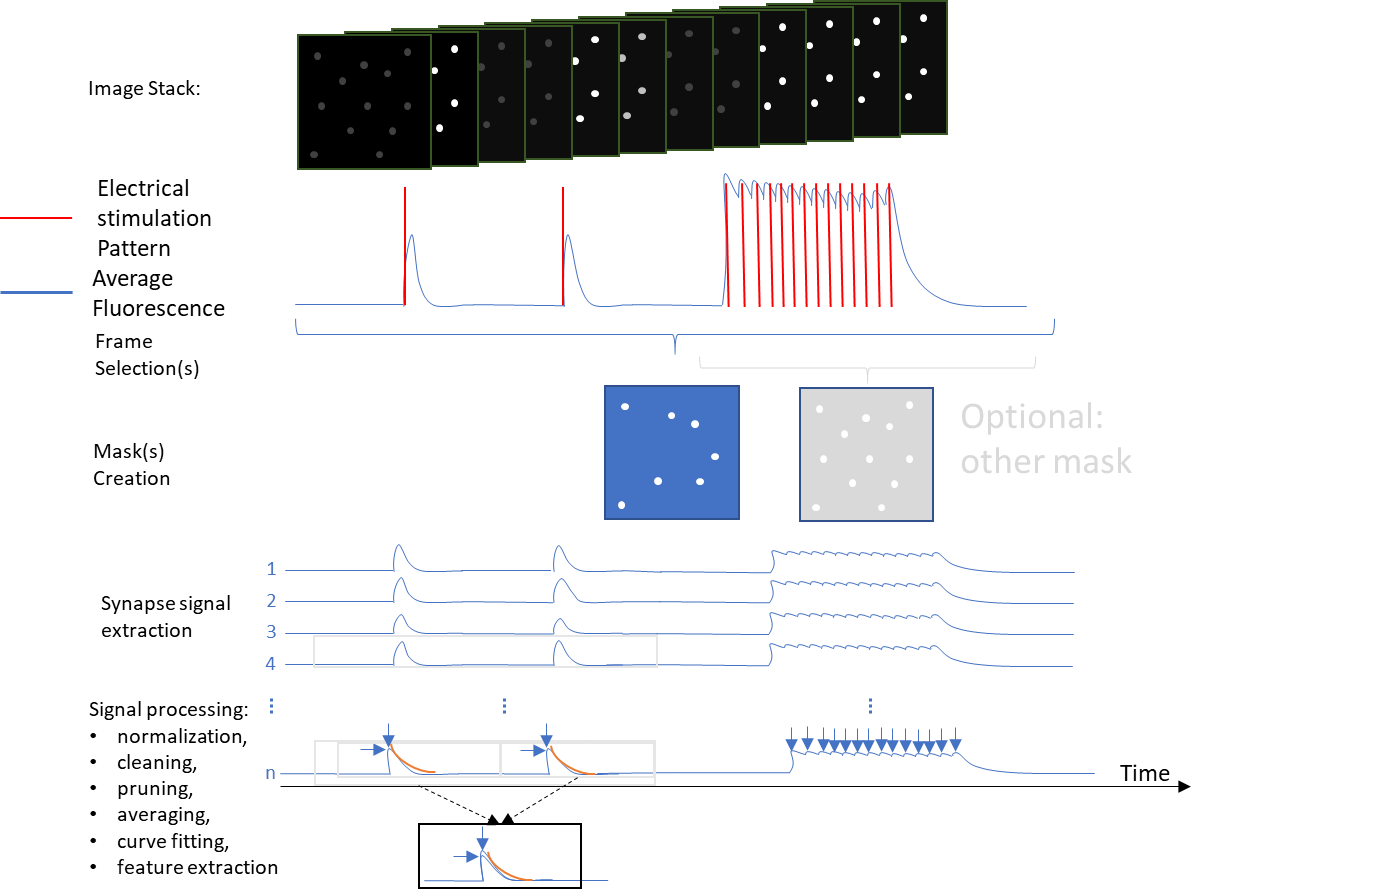 Image Stack:
Electrical
stimulation
Pattern
Average
Fluorescence
Frame
Selection(s)
Optional:
other mask
Mask(s)
Creation
1
2
Synapse signal
extraction
3
4
Signal processing:
• normalization,
• cleaning,
• pruning,
• averaging,
• curve fitting,
• feature extraction
n
Time